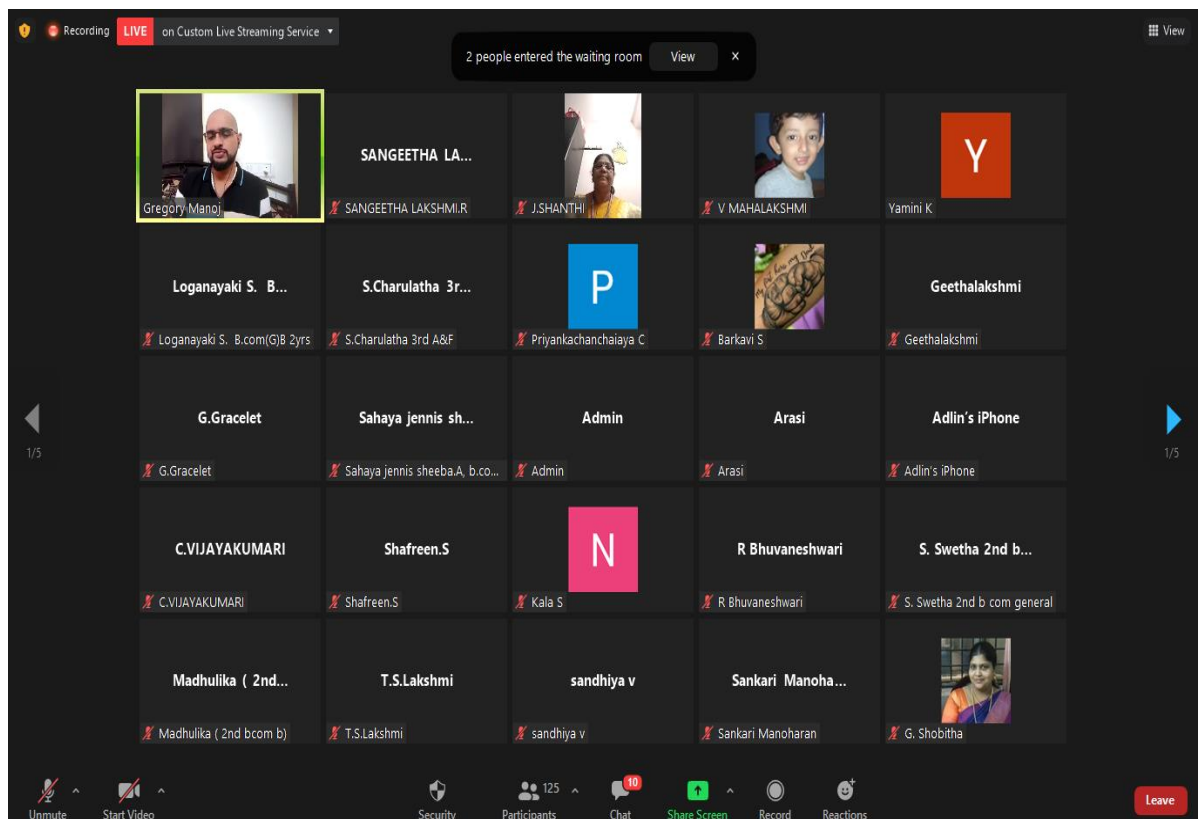 Recording LIVE on Custom Live Streaming Service
View
2 people entered the waiting room View X
Gregory Manoj
SANGEETHA LA...
SANGEETHA LAKSHMI.R
J.SHANTHI
V MAHALAKSHMI
Y
Yamini K
Loganayaki S. B...
Loganayaki S. B.com(G)B 2yrs
S.Charulatha 3r...
S.Charulatha 3rd A&F
P
Priyankachanchaiaya C
Barkavi S
Geethalakshmi
Geethalakshmi
G.Gracelet
G.Gracelet
Sahaya jennis sh...
Sahaya jennis sheeba.A, b.co...
Admin
Admin
Arasi
Arasi
Adlin's iPhone
Adlin's iPhone
1/5
1/5
C.VIJAYAKUMARI
C.VIJAYAKUMARI
Shafreen.S
Shafreen.S
N
Kala S
R Bhuvaneshwari
R Bhuvaneshwari
S. Swetha 2nd b...
S. Swetha 2nd b com general
Madhulika ( 2nd...
Madhulika ( 2nd bcom b)
T.S.Lakshmi
T.S.Lakshmi
sandhiya v
sandhiya v
Sankari Manoha...
Sankari Manoharan
G. Shobitha
Unmute
Start Video
Security
125
Participants
10
Chat
Share Screen
Record
Reactions
Leave